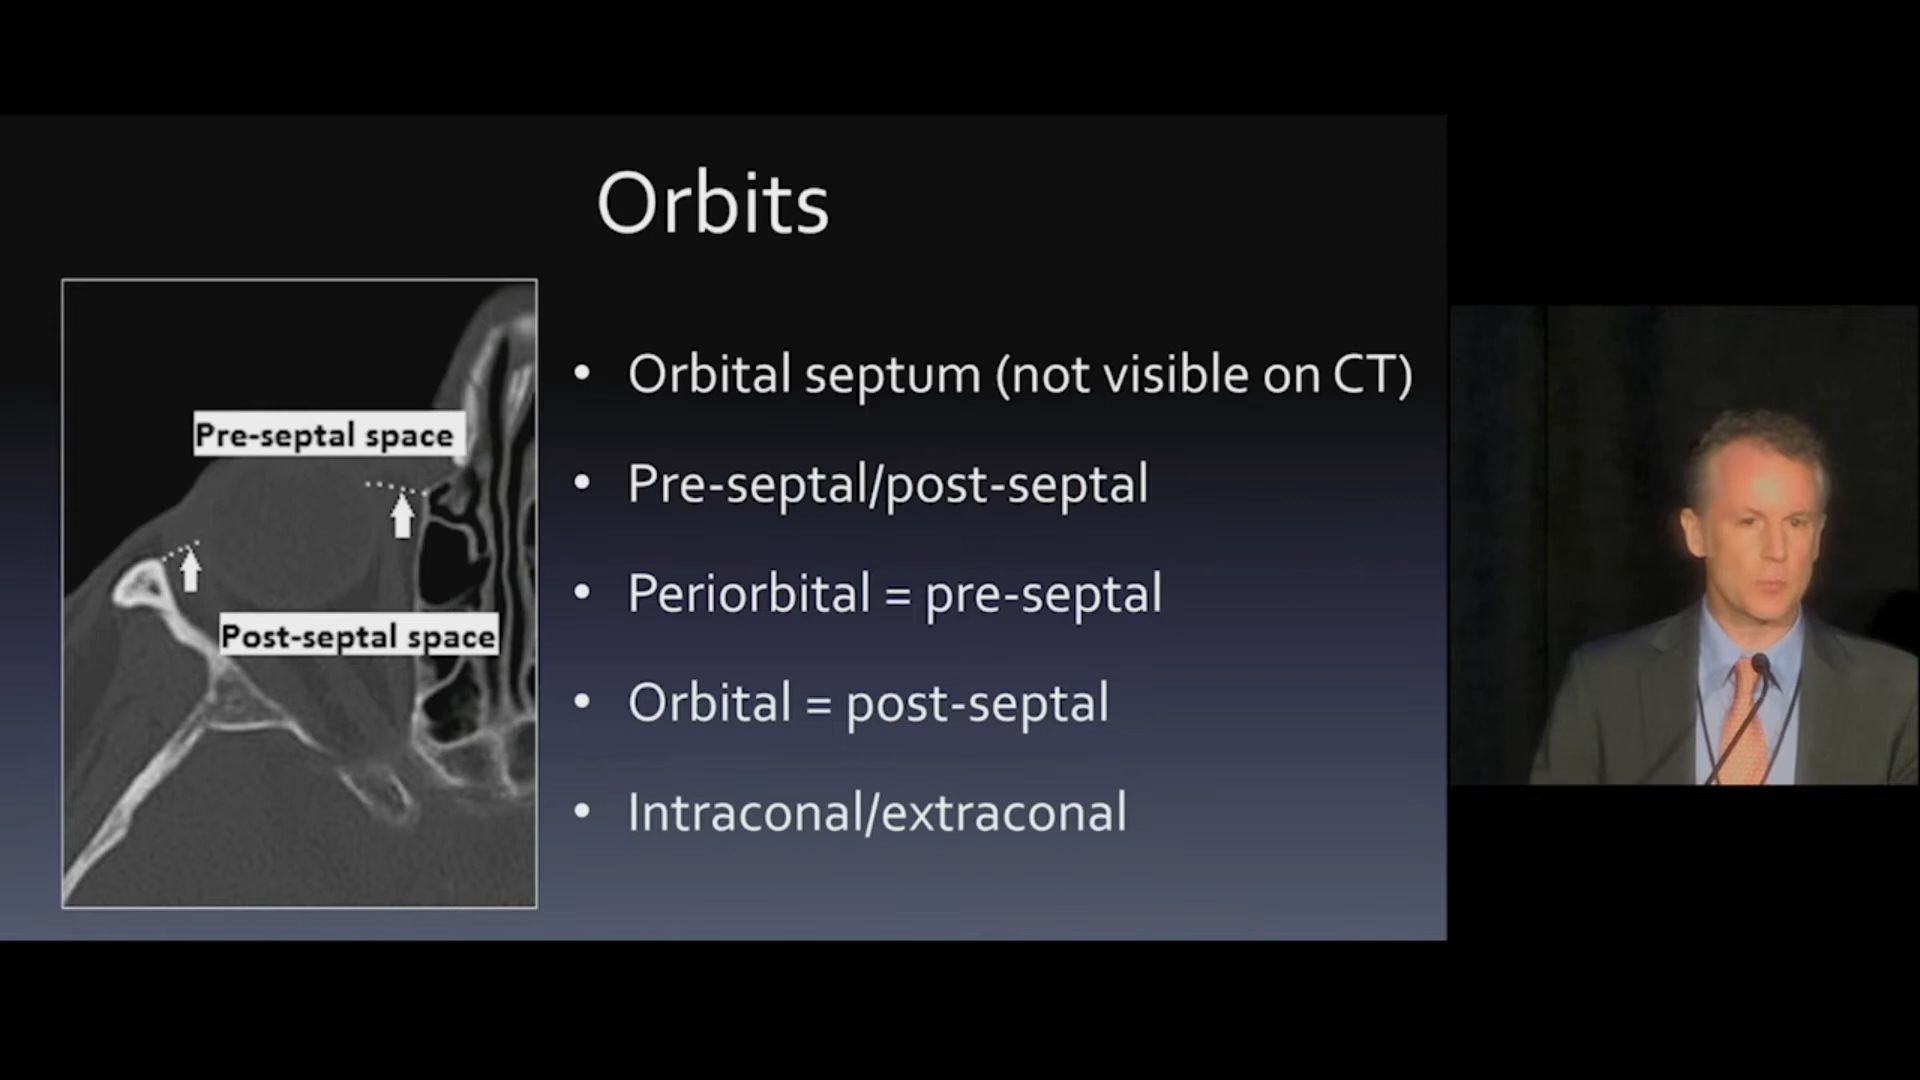 Orbits
Pre-septal space
Post-septal space
• Orbital septum (not visible on CT)
• Pre-septal/post-septal
• Periorbital = pre-septal
• Orbital = post-septal
• Intraconal/extraconal